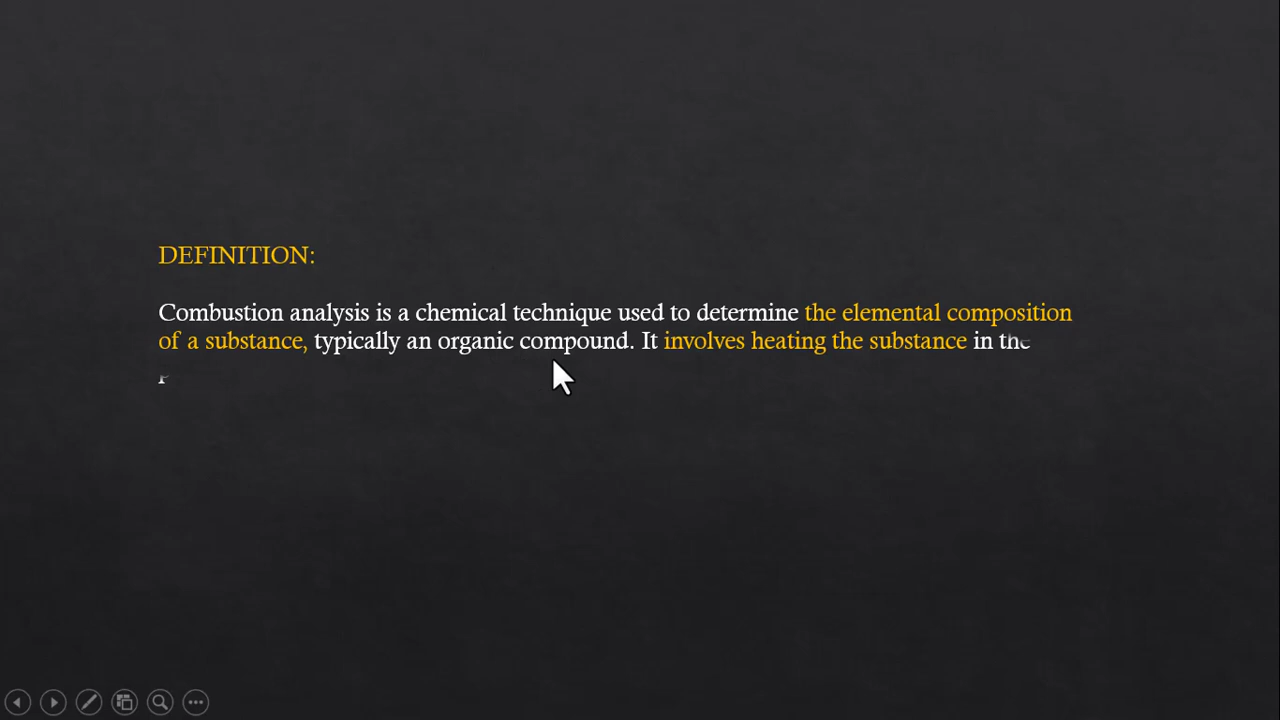 DEFINITION:
Combustion analysis is a chemical technique used to determine the elemental composition
of a substance, typically an organic compound. It involves heating the substance in the